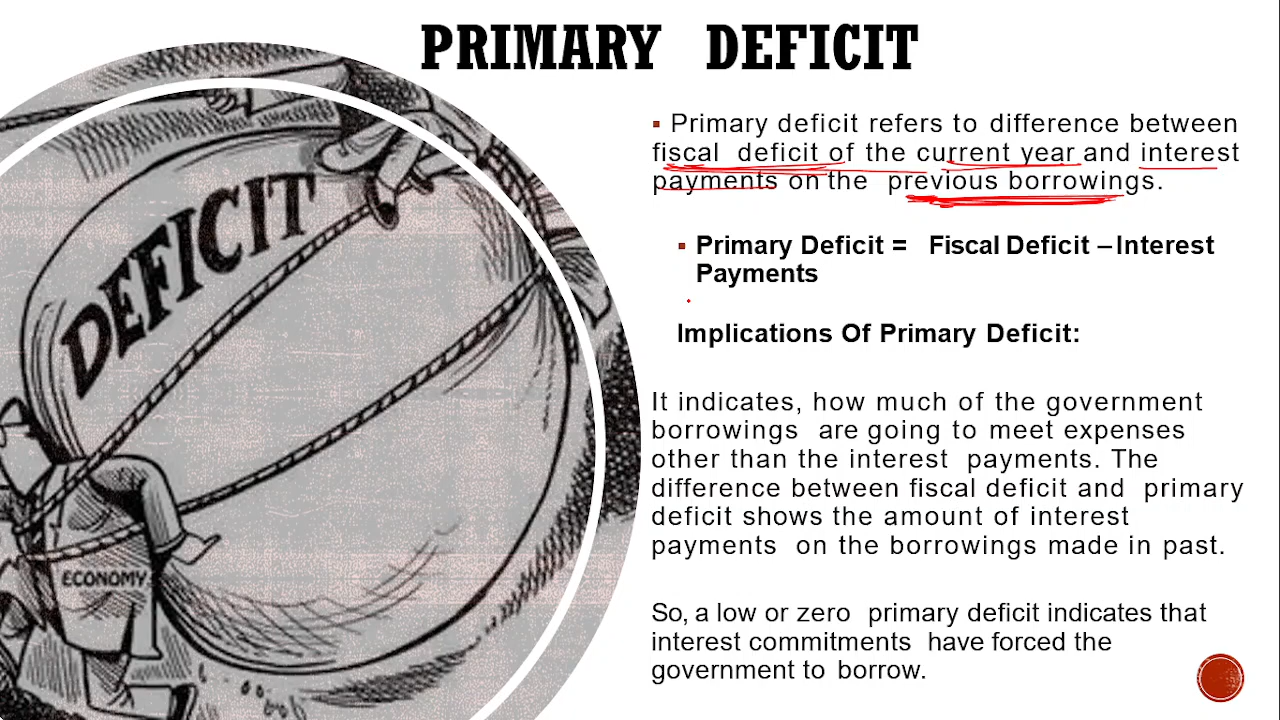 PRIMARY DEFICIT
▪ Primary deficit refers to difference between
fiscal deficit of the current year and interest
payments on the previous borrowings.
▪ Primary Deficit = Fiscal Deficit – Interest
Payments
Implications Of Primary Deficit:
It indicates, how much of the government
borrowings are going to meet expenses
other than the interest payments. The
difference between fiscal deficit and primary
deficit shows the amount of interest
payments on the borrowings made in past.
So, a low or zero primary deficit indicates that
interest commitments have forced the
government to borrow.
DEFICIT
ECONOMY